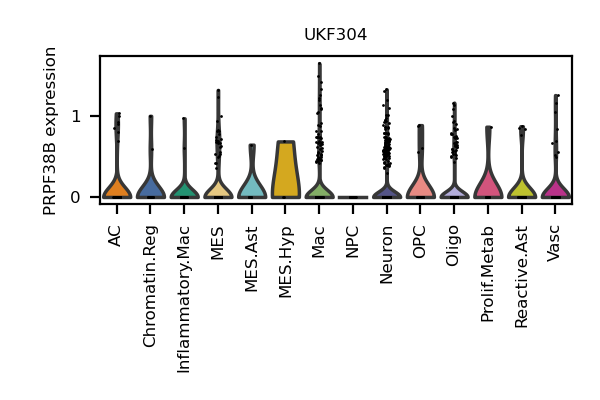 UKF304
PRPF38B expression
1
0
AC
Chromatin.Reg
Inflammatory.Mac
MES
MES.Ast
MES.Hyp
Mac
NPC
Neuron
OPC
Oligo
Prolif.Metab
Reactive.Ast
Vasc